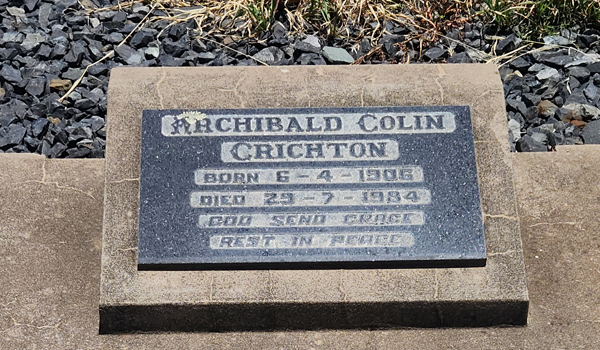 ARCHIBALD COLIN
CRICHTON
BORN 6-4-1906
DIED 29-7-1984
GOD SEND GRACE
REST IN PEACE